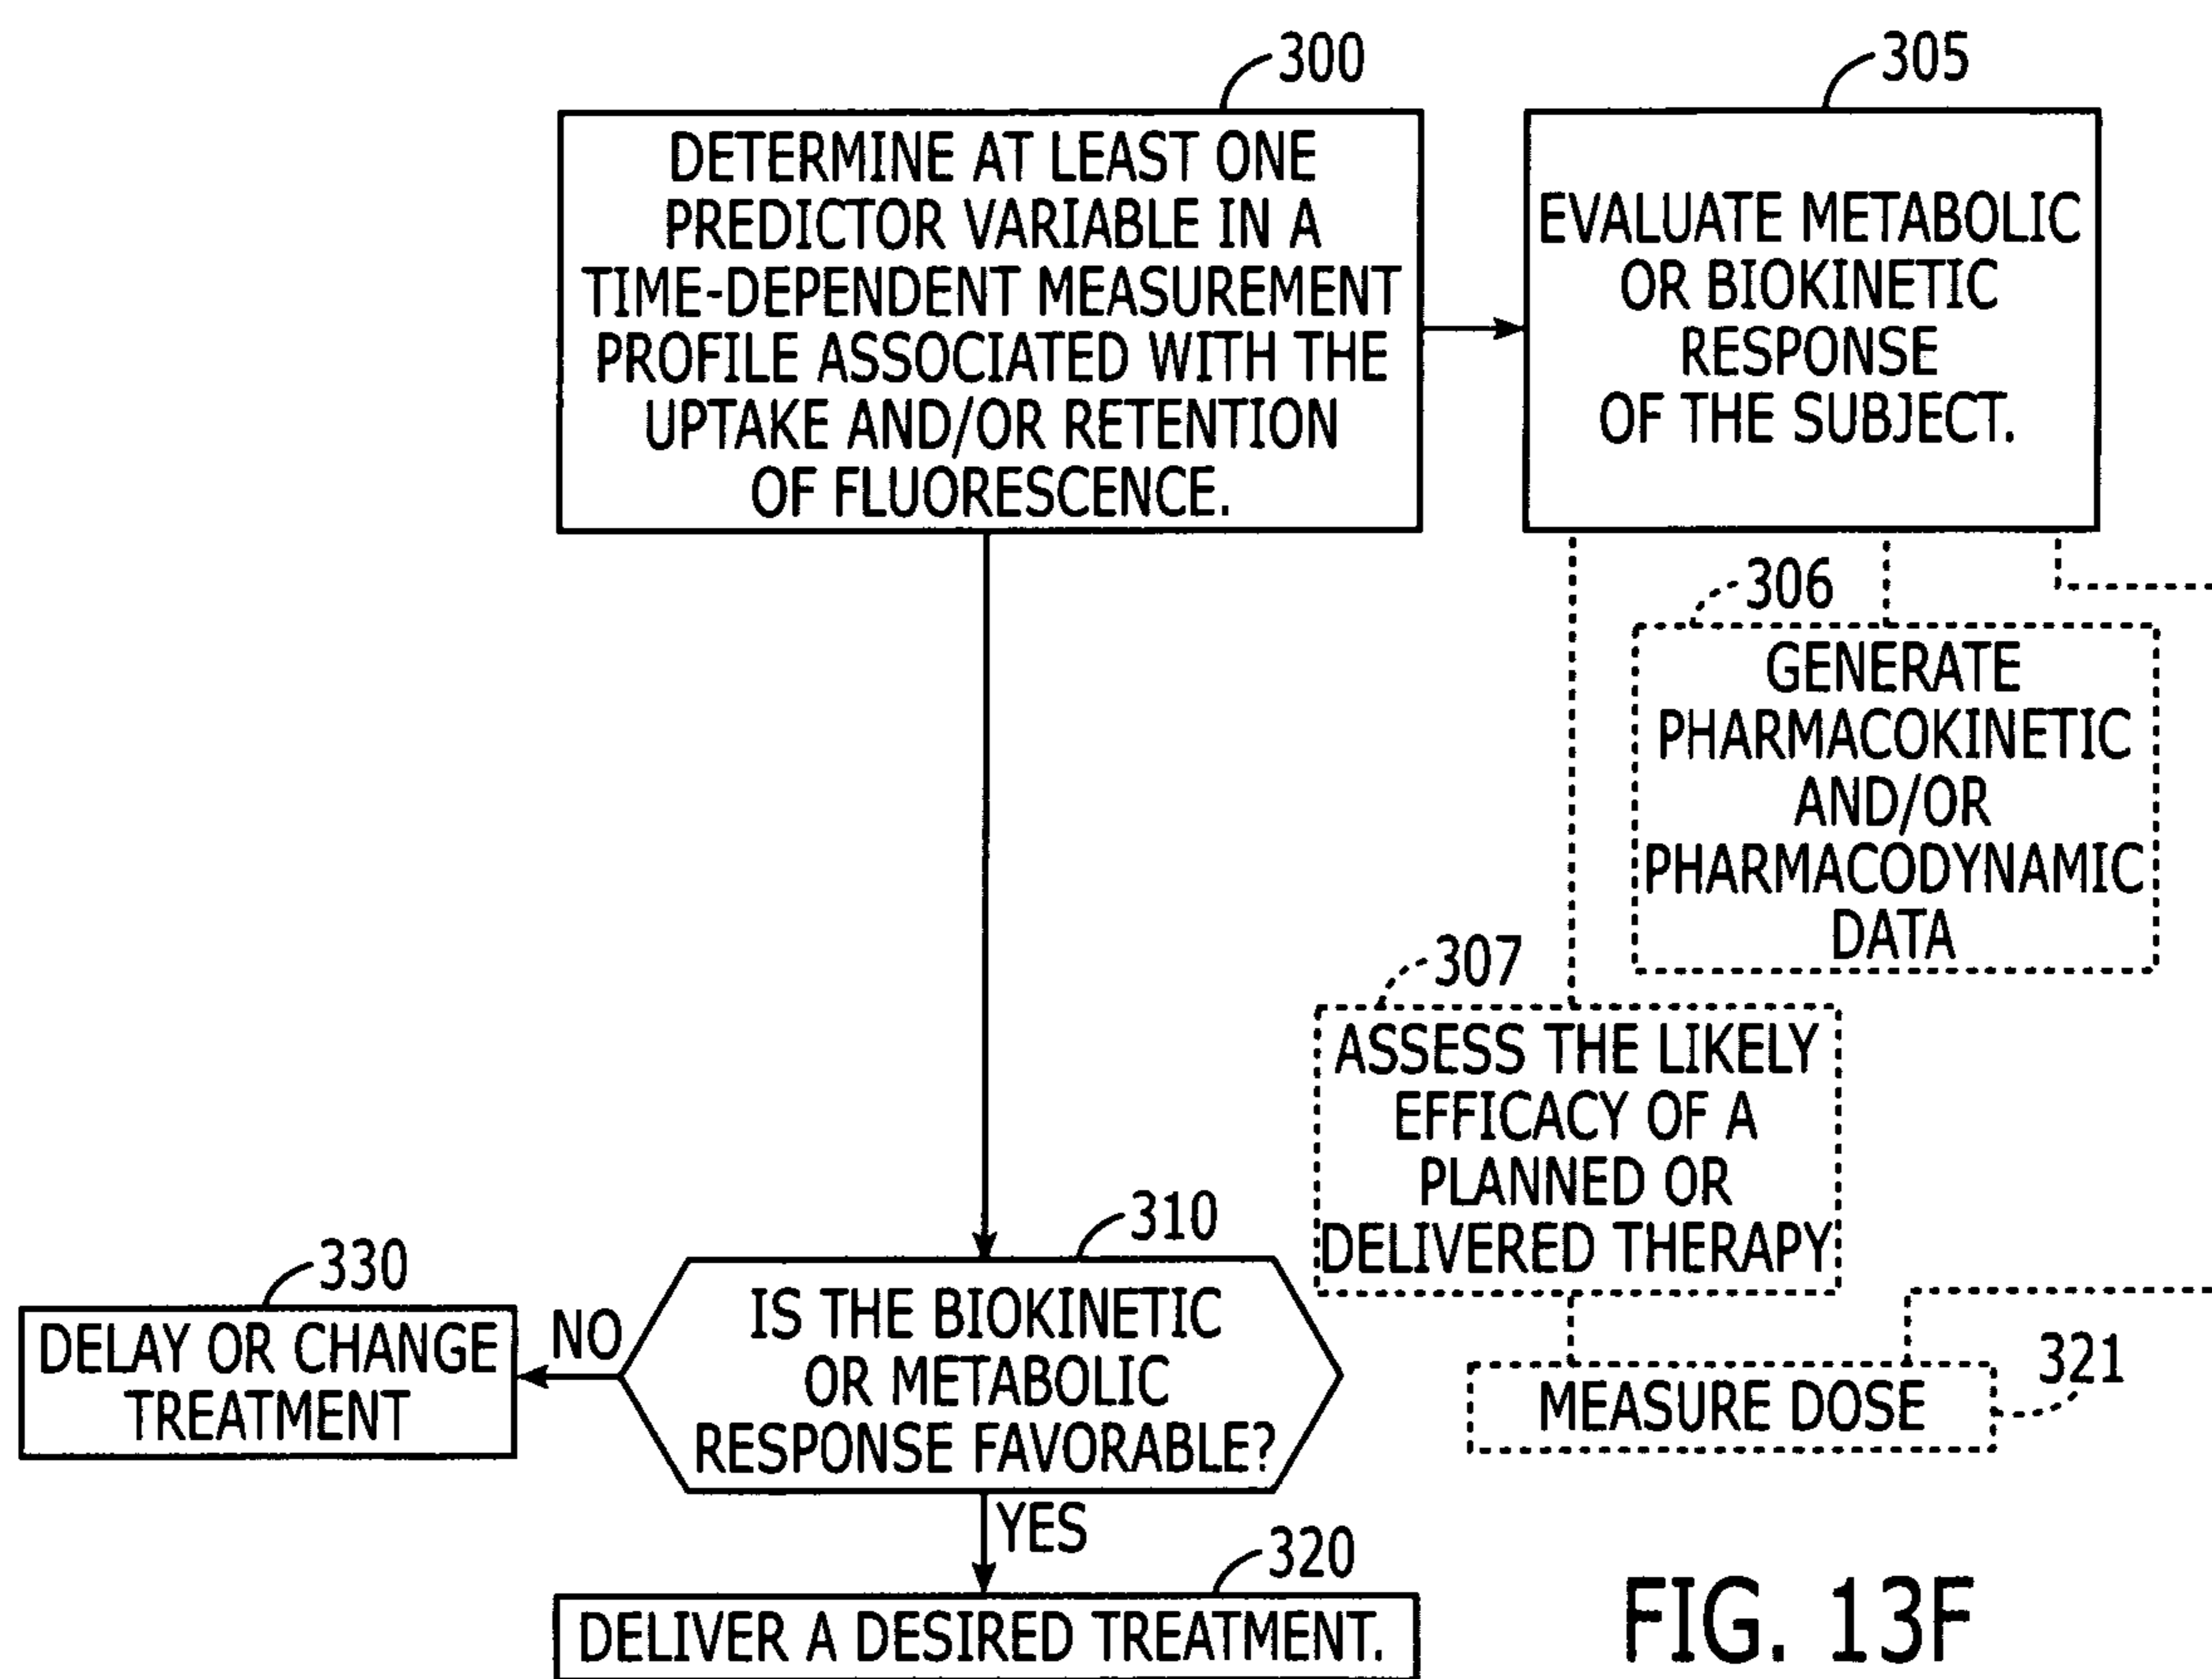 300
DETERMINE AT LEAST ONE
PREDICTOR VARIABLE IN A
TIME-DEPENDENT MEASUREMENT
PROFILE ASSOCIATED WITH THE
UPTAKE AND/OR RETENTION
OF FLUORESCENCE.
305
EVALUATE METABOLIC
OR BIOKINETIC
RESPONSE
OF THE SUBJECT.
306
GENERATE
PHARMACOKINETIC
AND/OR
PHARMACODYNAMIC
DATA
307
ASSESS THE LIKELY
EFFICACY OF A
PLANNED OR
DELIVERED THERAPY
310
IS THE BIOKINETIC
OR METABOLIC
RESPONSE FAVORABLE?
NO
330
DELAY OR CHANGE
TREATMENT
321
MEASURE DOSE
YES
320
DELIVER A DESIRED TREATMENT.
FIG. 13F